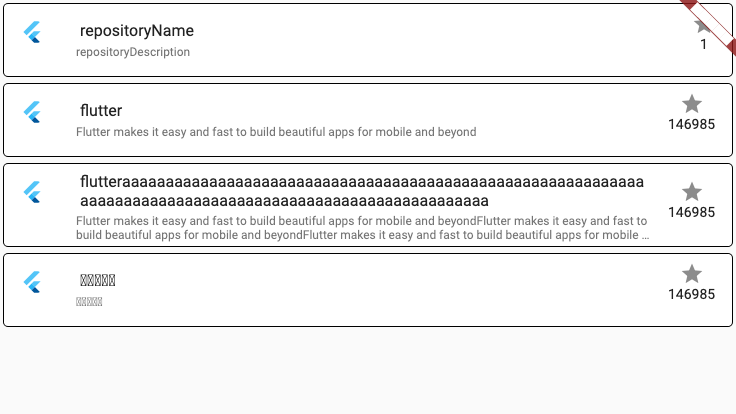 repositoryName
repositoryDescription
1
flutter
Flutter makes it easy and fast to build beautiful apps for mobile and beyond
146985
flutteraaaaaaaaaaaaaaaaaaaaaaaaaaaaaaaaaaaaaaaaaaaaaaaaaaaaaaaaaaaa
aaaaaaaaaaaaaaaaaaaaaaaaaaaaaaaaaaaaaaaaaaaaaaa
Flutter makes it easy and fast to build beautiful apps for mobile and beyondFlutter makes it easy and fast to
build beautiful apps for mobile and beyondFlutter makes it easy and fast to build beautiful apps for mobile …
146985
146985